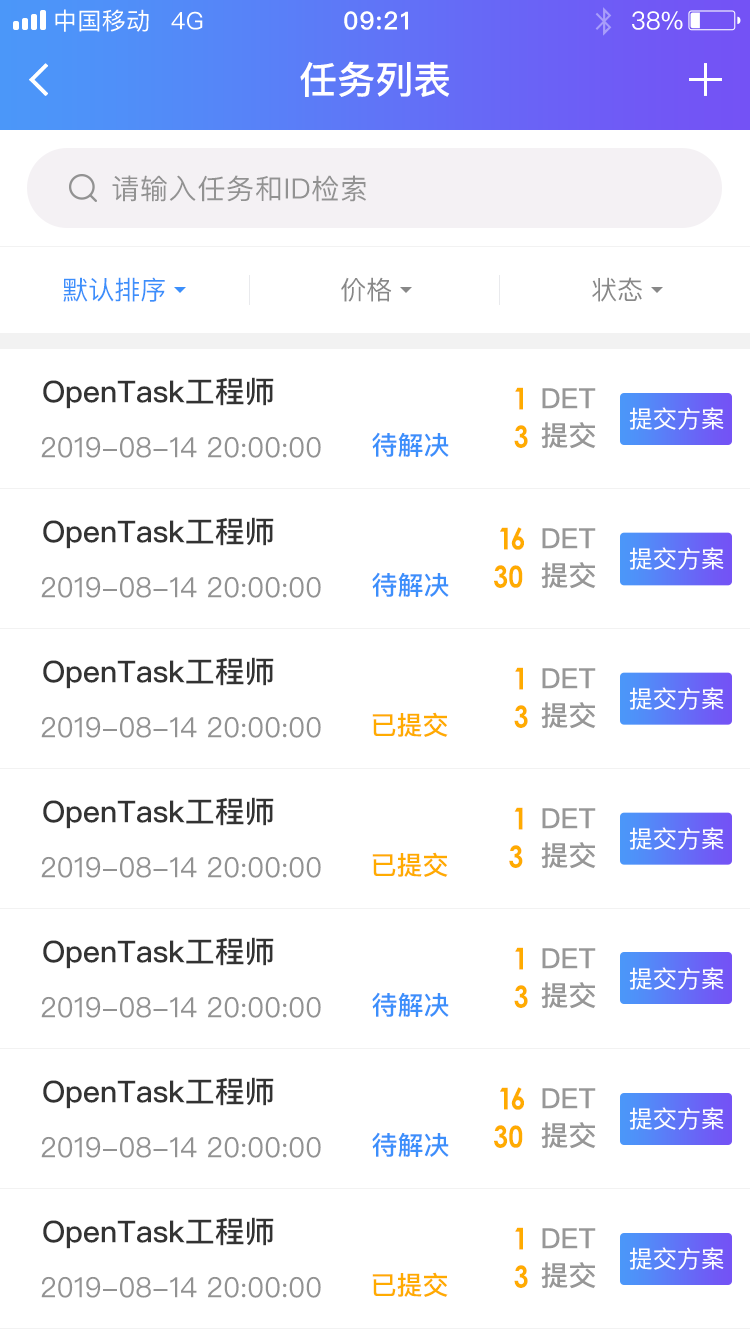 中国移动 4G 09:21 38%
任务列表
请输入任务和ID检索
默认排序 价格 状态
OpenTask工程师 1 DET
2019-08-14 20:00:00 待解决 3 提交 提交方案
OpenTask工程师 16 DET
2019-08-14 20:00:00 待解决 30 提交 提交方案
OpenTask工程师 1 DET
2019-08-14 20:00:00 已提交 3 提交 提交方案
OpenTask工程师 1 DET
2019-08-14 20:00:00 已提交 3 提交 提交方案
OpenTask工程师 1 DET
2019-08-14 20:00:00 待解决 3 提交 提交方案
OpenTask工程师 16 DET
2019-08-14 20:00:00 待解决 30 提交 提交方案
OpenTask工程师 1 DET
2019-08-14 20:00:00 已提交 3 提交 提交方案